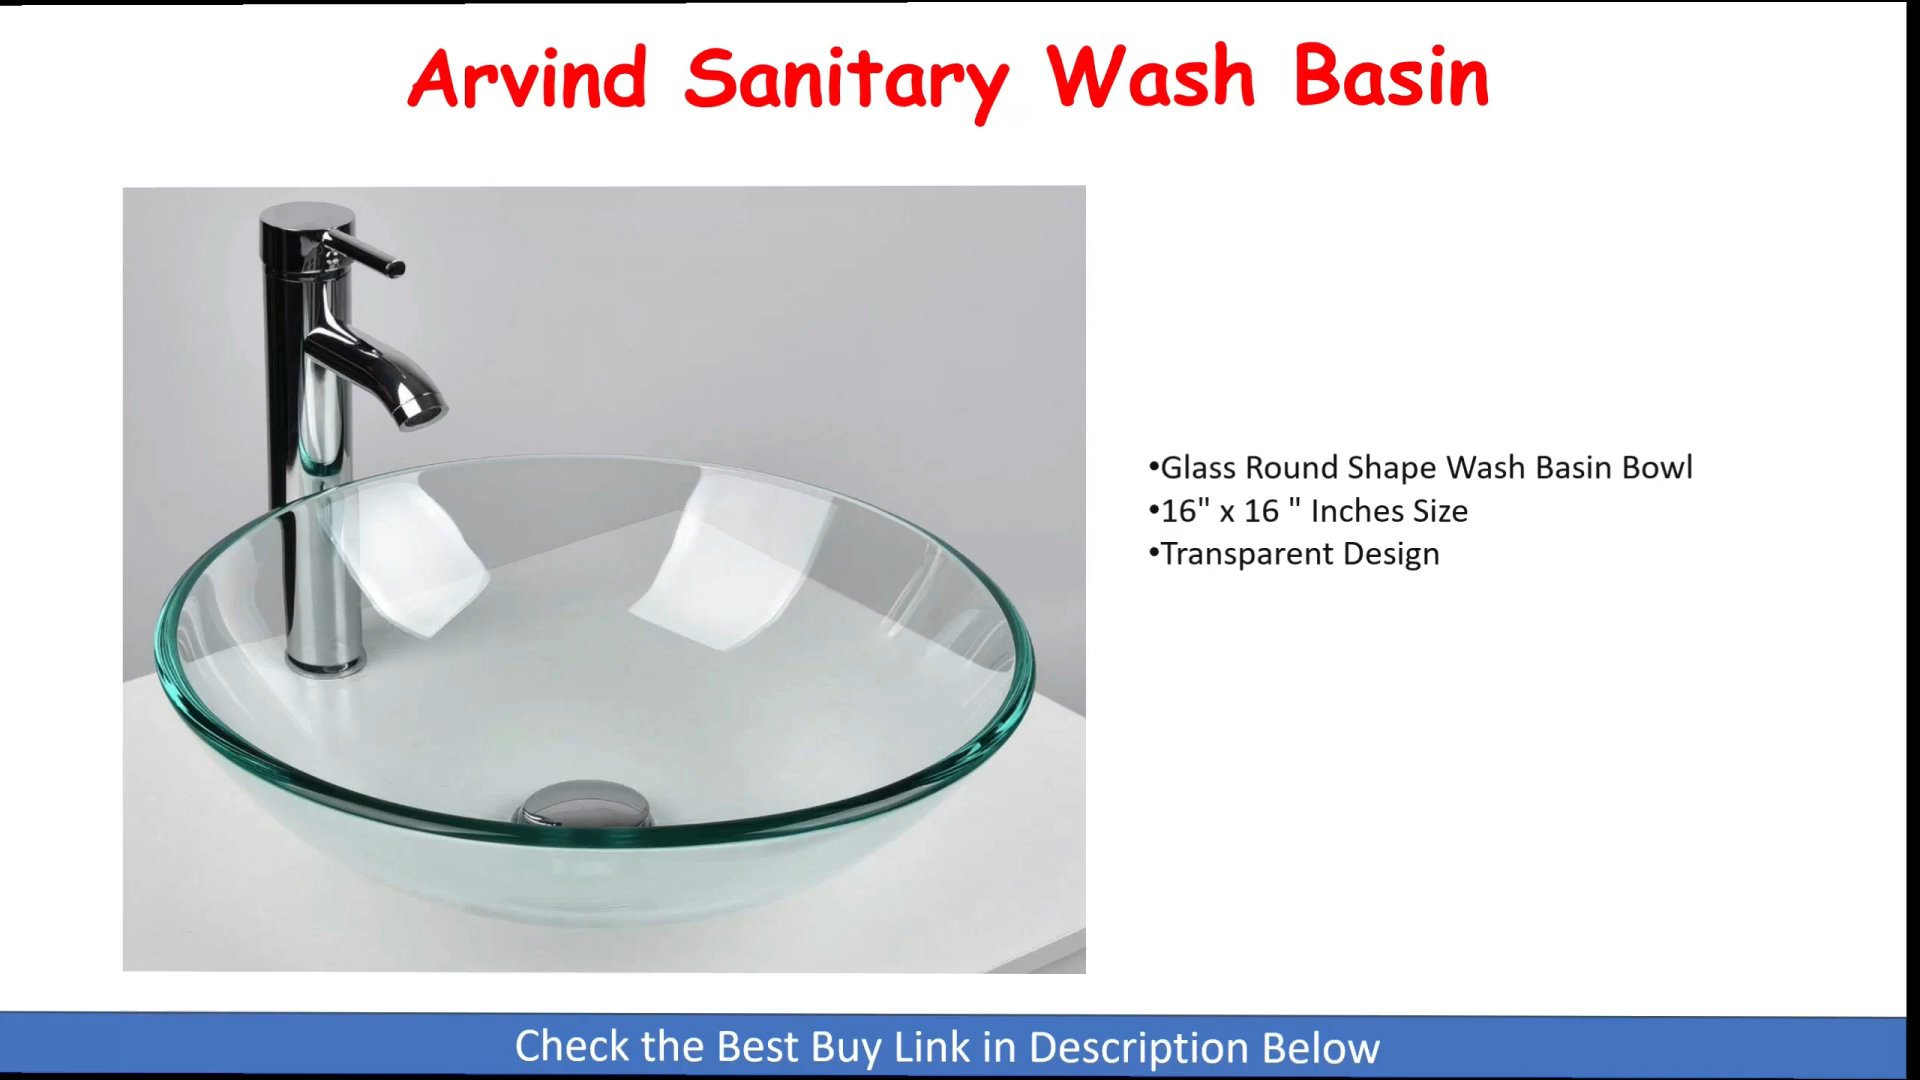 Arvind Sanitary Wash Basin
•Glass Round Shape Wash Basin Bowl
•16" x 16 " Inches Size
•Transparent Design
Check the Best Buy Link in Description Below